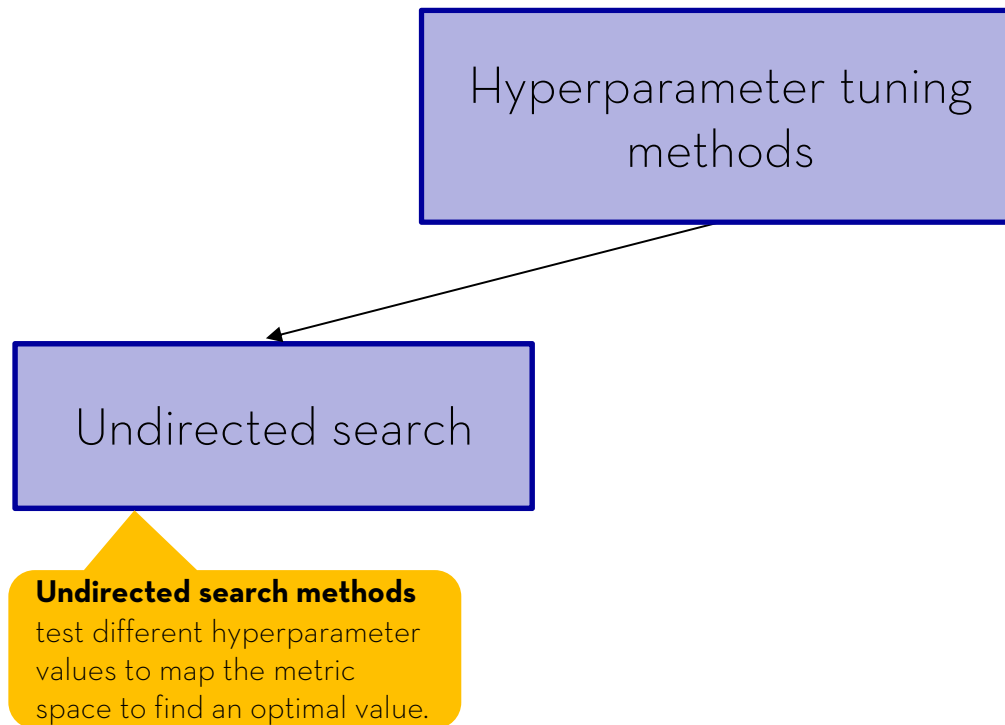 Hyperparameter tuning
methods
Undirected search
Undirected search methods
test different hyperparameter
values to map the metric
space to find an optimal value.